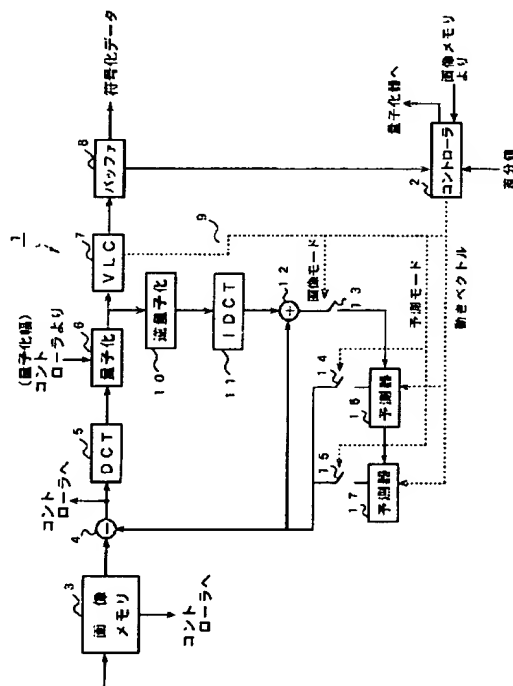 1
3
画像
メモリ
コント
ローラへ
4
コント
ローラへ
5
DCT
(量子化幅)
コントローラより
6
量子化
7
VLC
8
バッファ
符号化データ
9
10
逆量子化
11
IDCT
12
画像モード
13
14
15
16
予測器
17
予測器
予測モード
動きベクトル
2
コントローラ
量子化器へ
画像メモリ
より
差分値